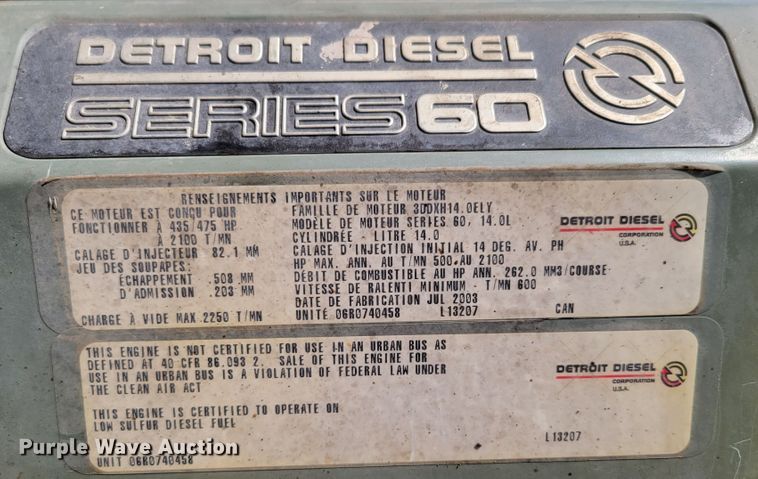 DETROIT DIESEL
SERIES 60
RENSEIGNEMENTS IMPORTANTS SUR LE MOTEUR
CE MOTEUR EST CONÇU POUR
FONCTIONNER À 435/475 HP
À 2100 T/MN
CALAGE D'INJECTEUR 82.1 MM
JEU DES SOUPAPES:
ÉCHAPPEMENT .508 MM
D'ADMISSION .203 MM
CHARGE À VIDE MAX 2250 T/MN
FAMILLE DE MOTEUR 3DDXH14.0ELY
MODÈLE DE MOTEUR SERIES 60, 14.0L
CYLINDRÉE - LITRE 14.0
CALAGE D'INJECTION INITIAL 14 DEG. AV. PH
HP MAX. ANN. AU T/MN 500 AU 2100
DÉBIT DE COMBUSTIBLE AU HP ANN. 262.0 MM3/COURSE
VITESSE DE RALENTI MINIMUM - T/MN 600
DATE DE FABRICATION JUL 2003
UNITÉ 06R0740458 L13207 CAN
DETROIT DIESEL
CORPORATION
U.S.A.
THIS ENGINE IS NOT CERTIFIED FOR USE IN AN URBAN BUS AS
DEFINED AT 40 CFR 86.093 2. SALE OF THIS ENGINE FOR
USE IN AN URBAN BUS IS A VIOLATION OF FEDERAL LAW UNDER
THE CLEAN AIR ACT
THIS ENGINE IS CERTIFIED TO OPERATE ON
LOW SULFUR DIESEL FUEL
UNIT 06R0740458
L13207
DETROIT DIESEL
CORPORATION
U.S.A.
Purple Wave Auction